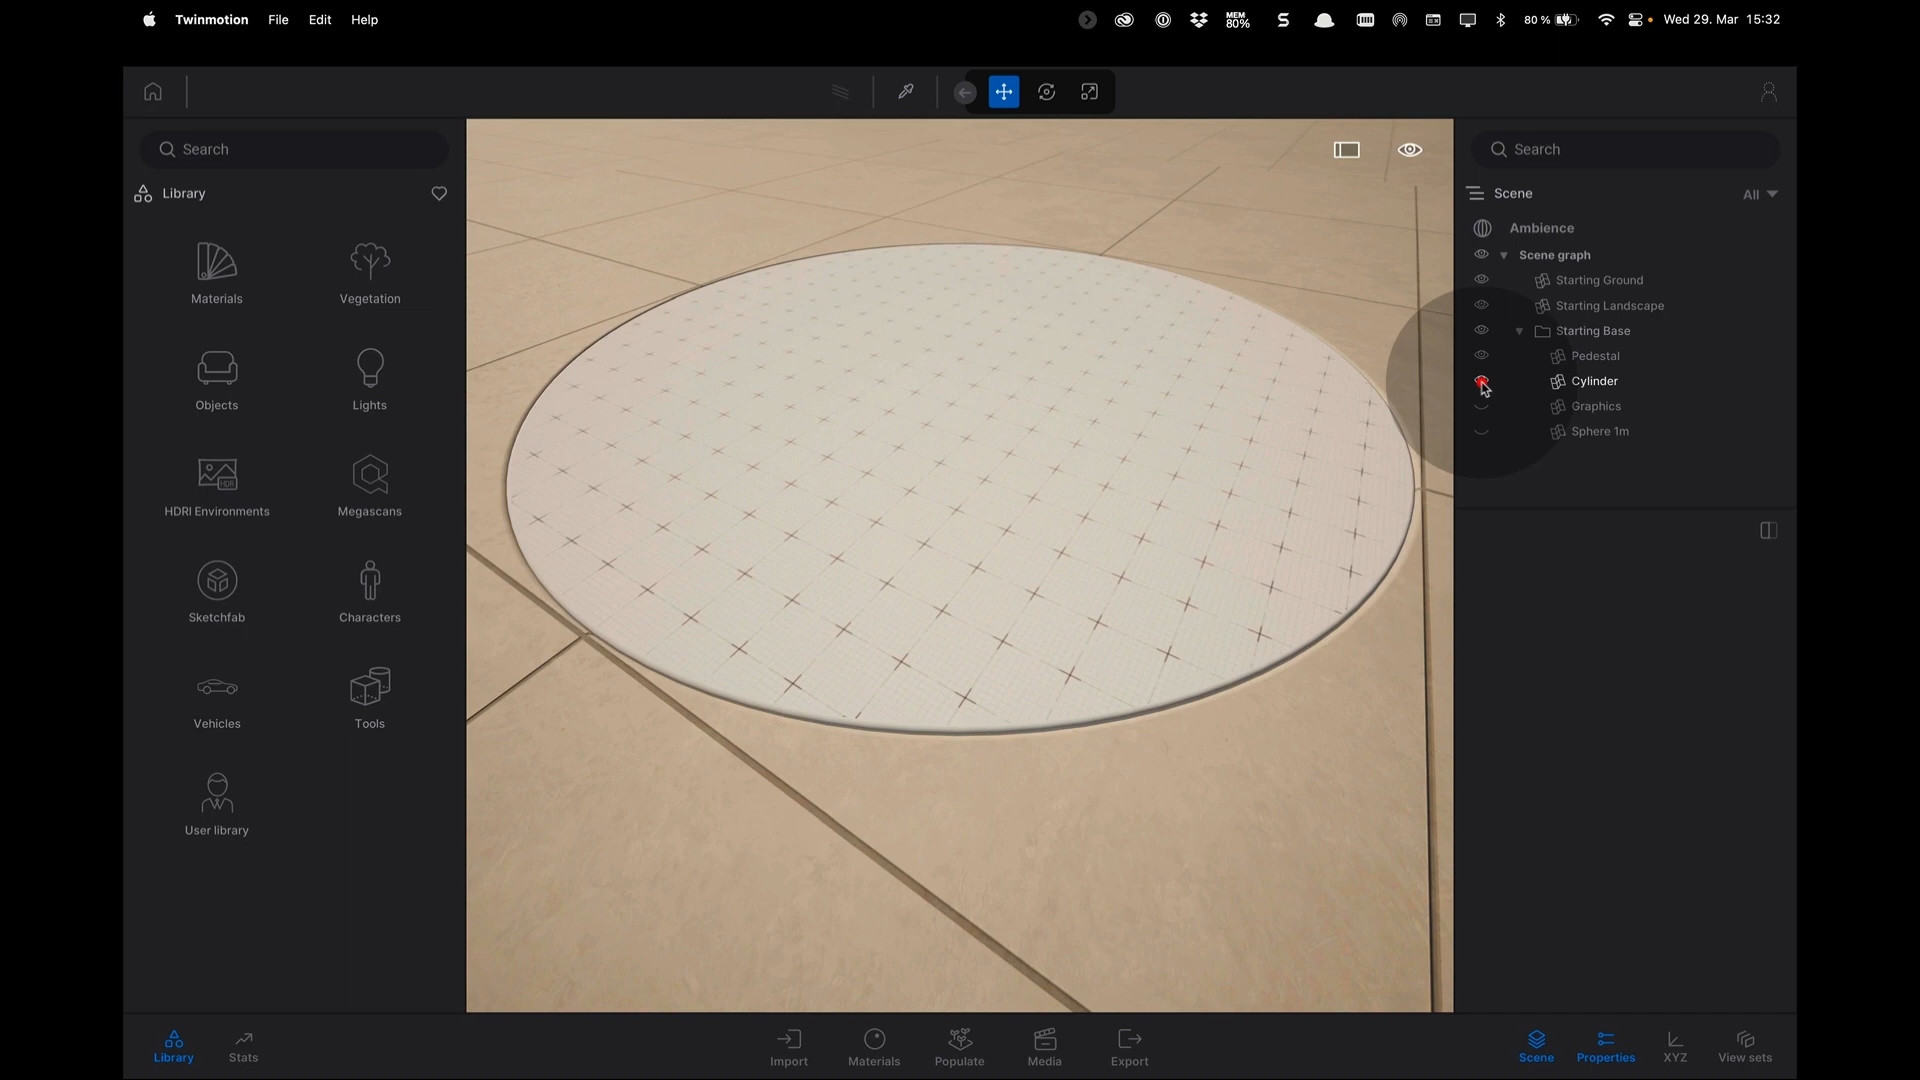 Twinmotion File Edit Help
MEM 80%
80 % Wed 29. Mar 15:32
Search
Library
Materials
Vegetation
Objects
Lights
HDR
HDRI Environments
Megascans
Sketchfab
Characters
Vehicles
Tools
User library
Search
Scene All
Ambience
Scene graph
Starting Ground
Starting Landscape
Starting Base
Pedestal
Cylinder
Graphics
Sphere 1m
Library
Stats
Import
Materials
Populate
Media
Export
Scene
Properties
XYZ
View sets